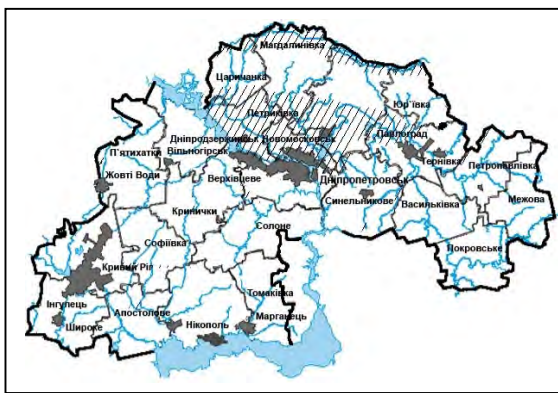 Магдалинівка
Царичанка
Юр'ївка
Петриківка
Дніпродзержинськ Новомосковськ
Павлоград
П'ятихатки
Вільногірськ
Тернівка
Петропавлівка
Жовті Води
Верхівцеве
Дніпропетровськ
Синельникове
Васильківка
Межова
Кринички
Солоне
Софіївка
Покровське
Кривий Ріг
Томаківка
Інгулець
Апостолове
Марганець
Широке
Нікополь